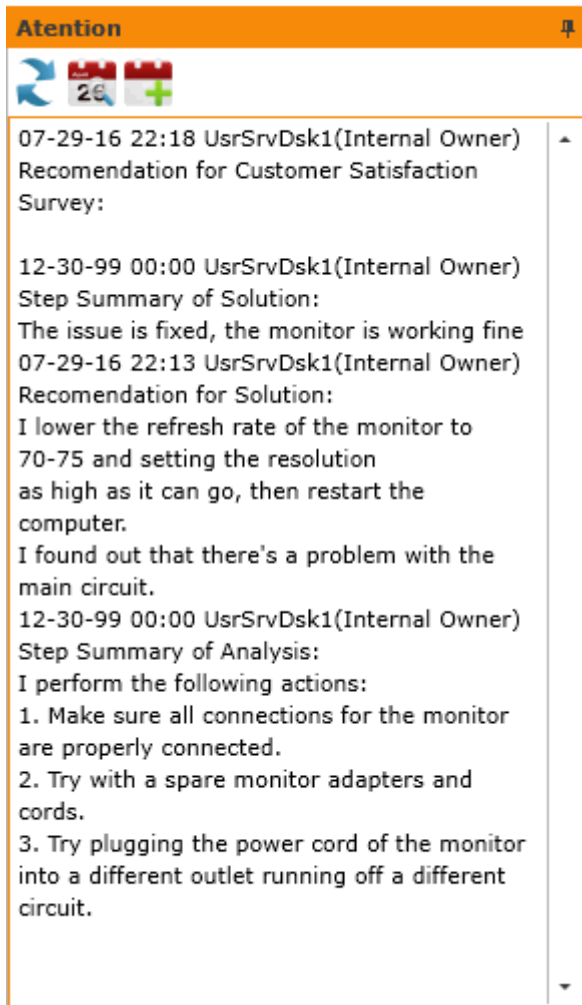 Atention
April
26
07-29-16 22:18 UsrSrvDsk1(Internal Owner)
Recomendation for Customer Satisfaction
Survey:
12-30-99 00:00 UsrSrvDsk1(Internal Owner)
Step Summary of Solution:
The issue is fixed, the monitor is working fine
07-29-16 22:13 UsrSrvDsk1(Internal Owner)
Recomendation for Solution:
I lower the refresh rate of the monitor to
70-75 and setting the resolution
as high as it can go, then restart the
computer.
I found out that there's a problem with the
main circuit.
12-30-99 00:00 UsrSrvDsk1(Internal Owner)
Step Summary of Analysis:
I perform the following actions:
1. Make sure all connections for the monitor
are properly connected.
2. Try with a spare monitor adapters and
cords.
3. Try plugging the power cord of the monitor
into a different outlet running off a different
circuit.